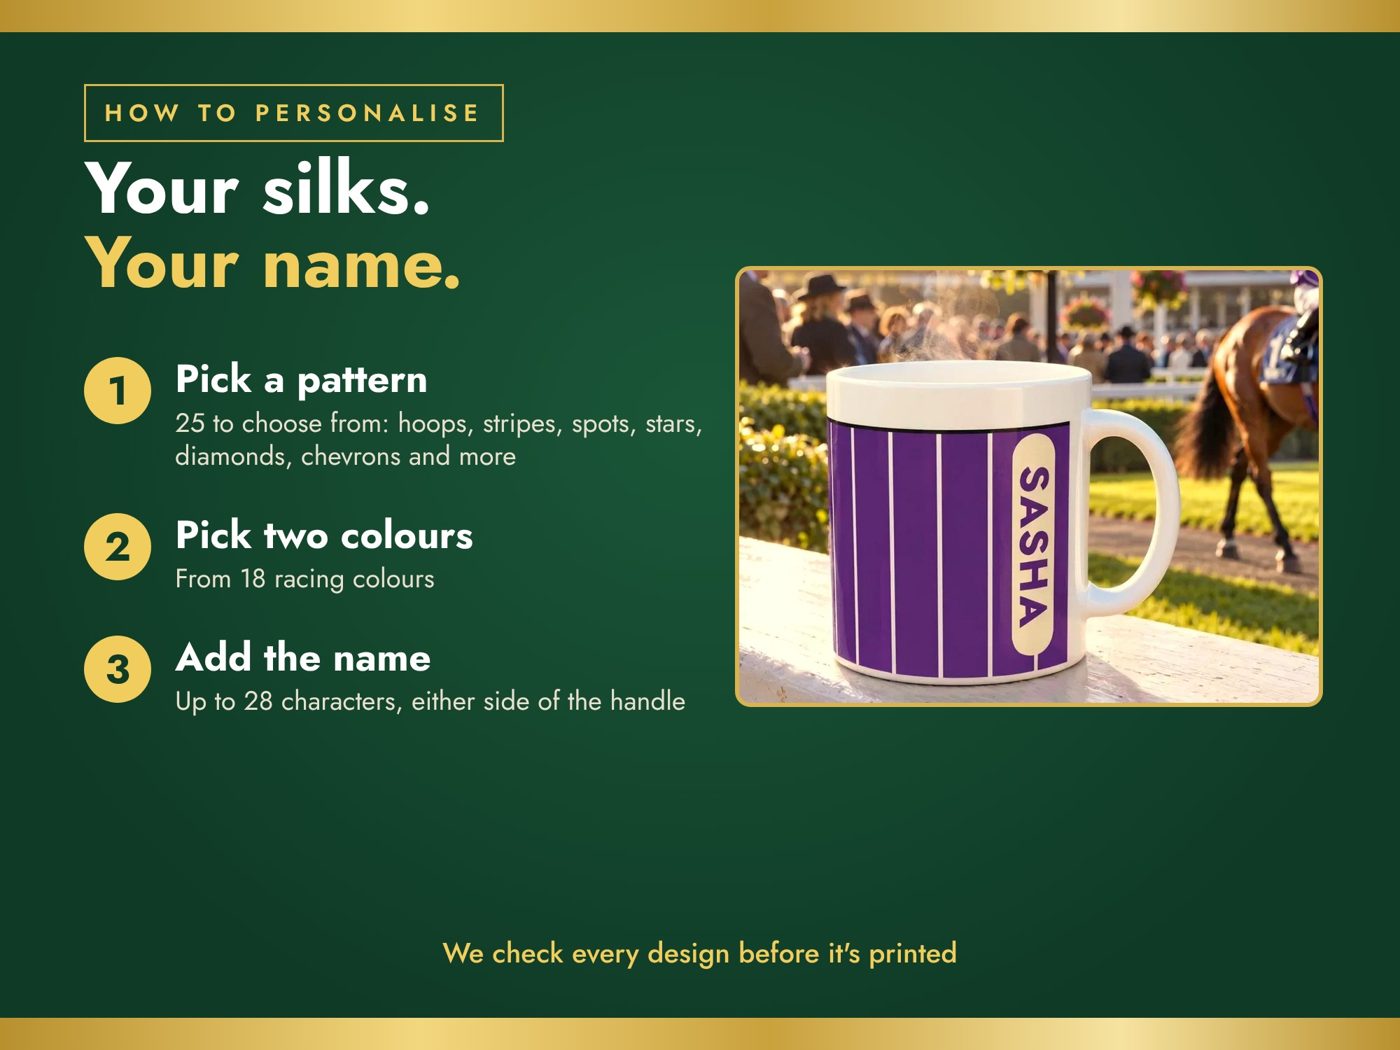 HOW TO PERSONALISE
Your silks.
Your name.
1
Pick a pattern
25 to choose from: hoops, stripes, spots, stars,
diamonds, chevrons and more
2
Pick two colours
From 18 racing colours
3
Add the name
Up to 28 characters, either side of the handle
SASHA
We check every design before it's printed